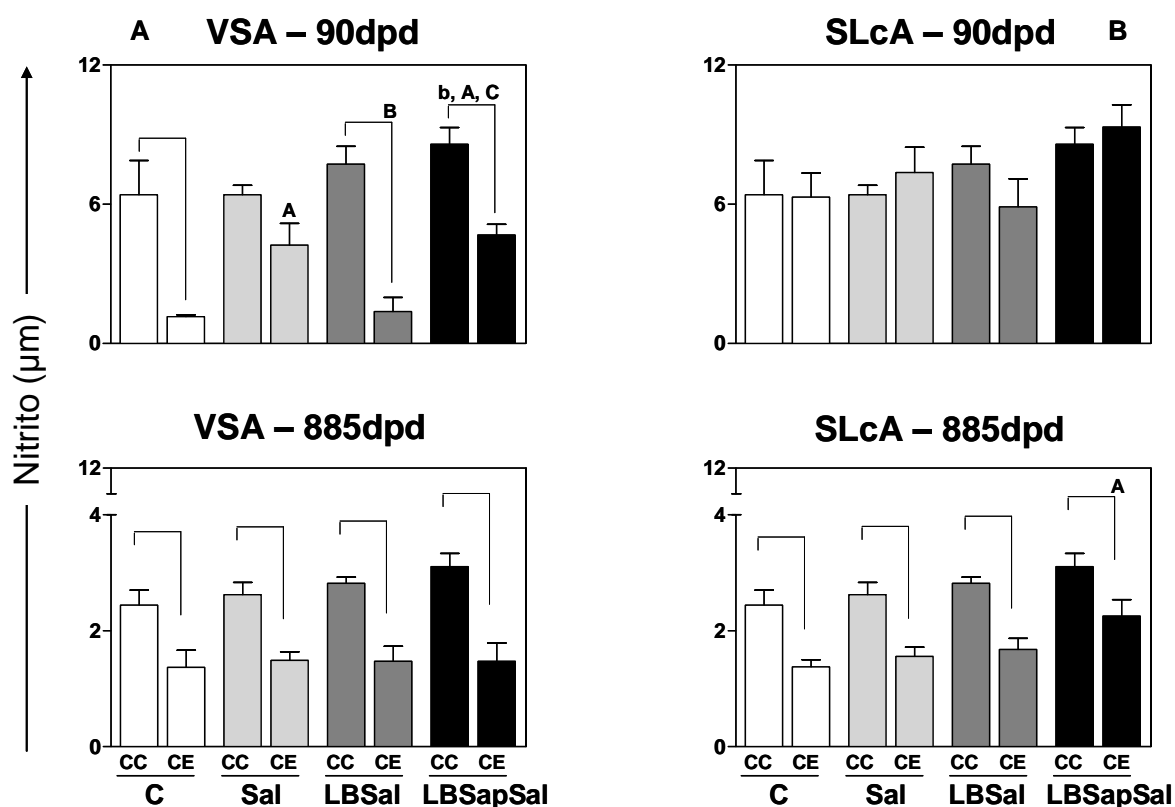 A VSA – 90dpd
SLcA – 90dpd B
12
6
0
B
A
b, A, C
12
6
0
Nitrito (µm)
VSA – 885dpd
SLcA – 885dpd
12
4
2
0
12
4
2
0
A
CC CE CC CE CC CE CC CE
C Sal LBSal LBSapSal
CC CE CC CE CC CE CC CE
C Sal LBSal LBSapSal